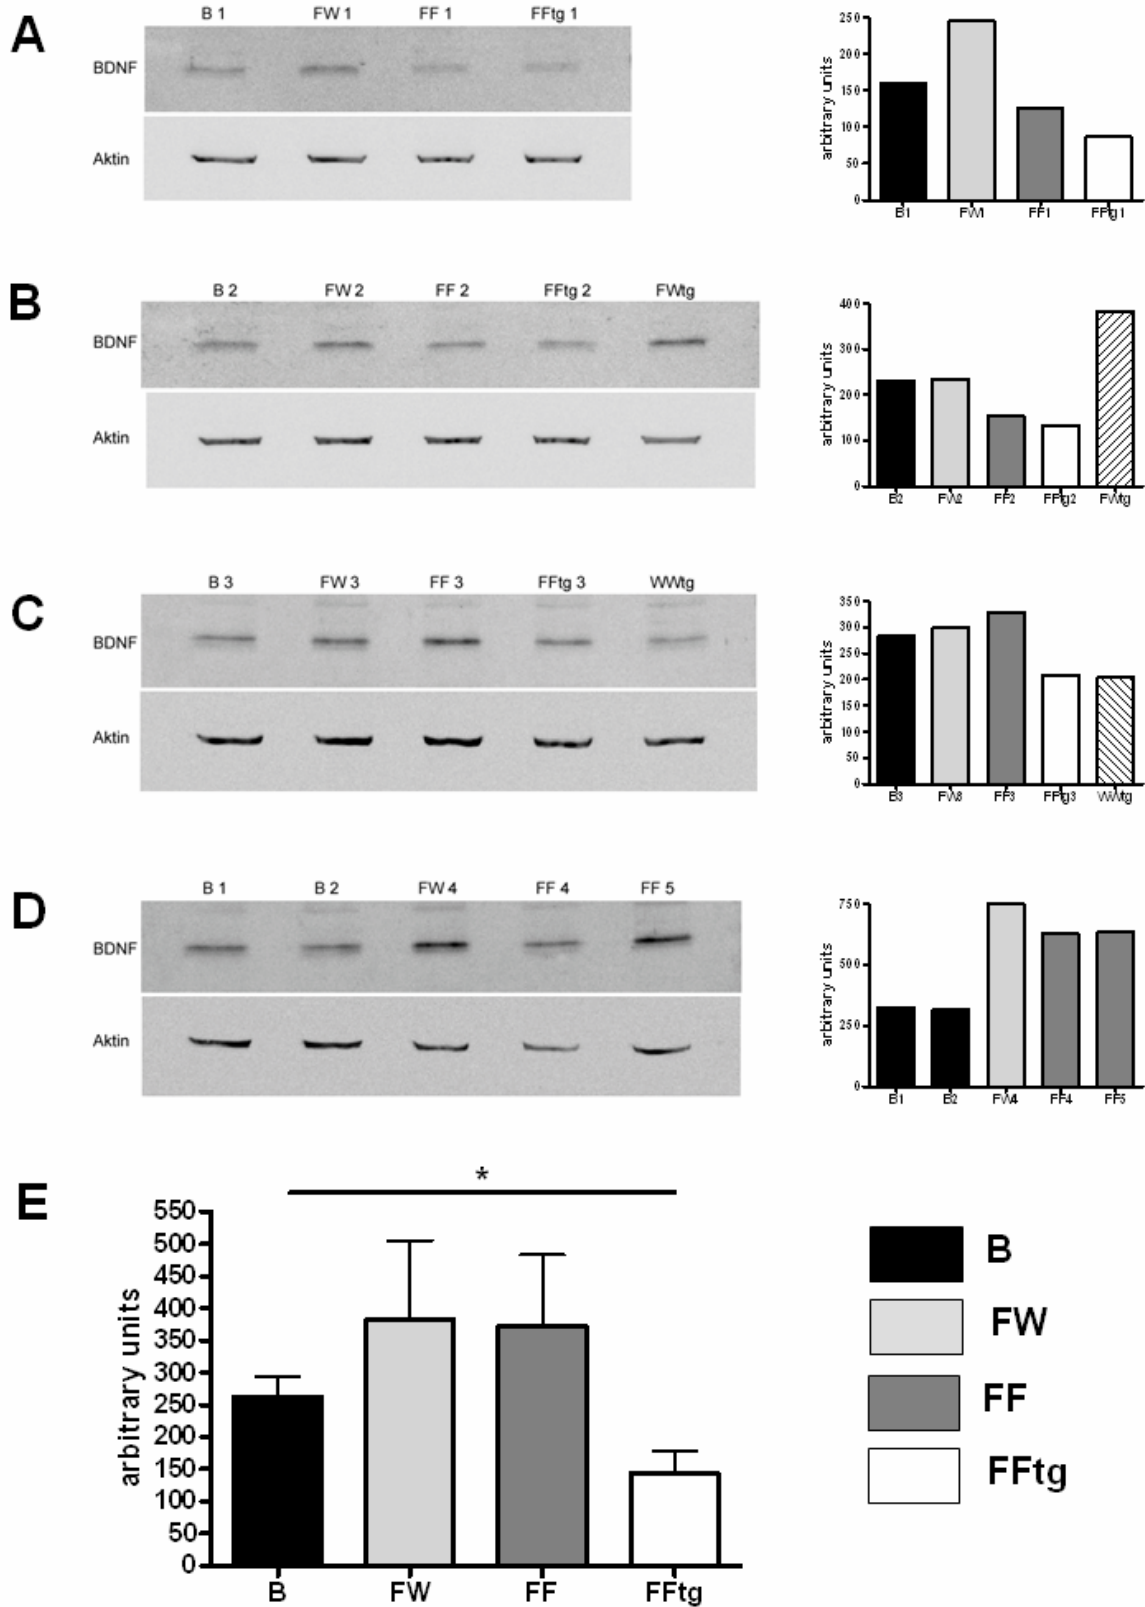 A
B 1 FW 1 FF 1 FFtg 1
BDNF
Aktin
arbitrary units
250
200
150
100
50
0
B1 FW1 FF1 FFtg1
B
B 2 FW 2 FF 2 FFtg 2 FWtg
BDNF
Aktin
arbitrary units
400
300
200
100
0
B2 FW2 FF2 FFtg2 FWtg
C
B 3 FW 3 FF 3 FFtg 3 WWtg
BDNF
Aktin
arbitrary units
350
300
250
200
150
100
50
0
B3 FW3 FF3 FFtg3 WWtg
D
B 1 B 2 FW 4 FF 4 FF 5
BDNF
Aktin
arbitrary units
750
500
250
0
B1 B2 FW4 FF4 FF5
E
*
arbitrary units
550
500
450
400
350
300
250
200
150
100
50
0
B FW FF FFtg
B
FW
FF
FFtg